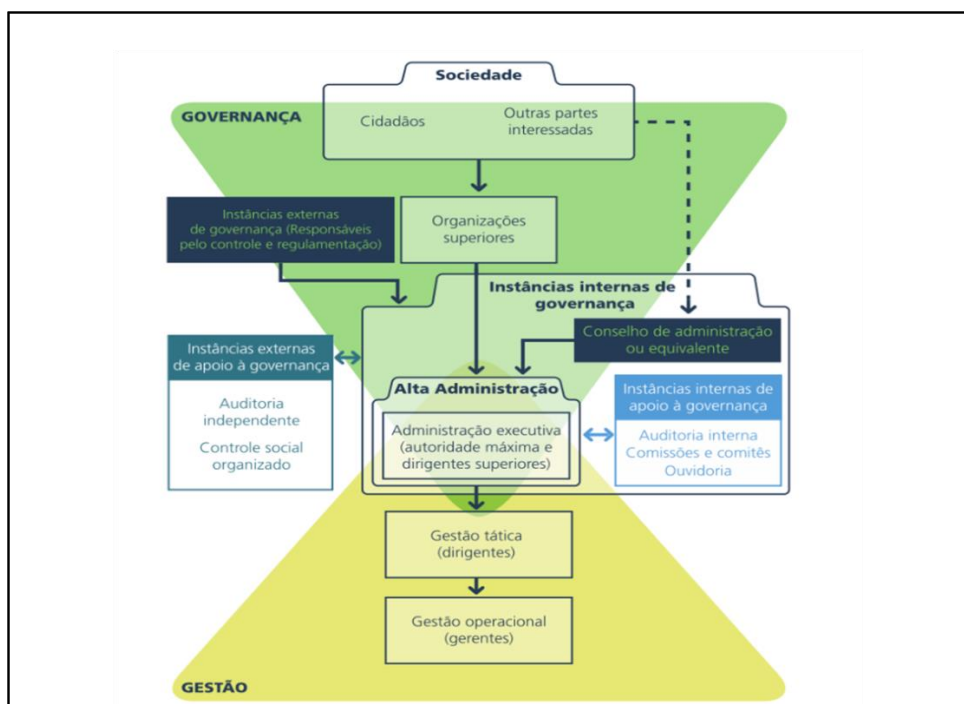 Sociedade
GOVERNANÇA
Cidadãos
Outras partes
interessadas
Instâncias externas
de governança (Responsáveis
pelo controle e regulamentação)
Organizações
superiores
Instâncias internas de
governança
Conselho de administração
ou equivalente
Instâncias externas
de apoio à governança
Auditoria
independente
Controle social
organizado
Alta Administração
Administração executiva
(autoridade máxima e
dirigentes superiores)
Instâncias internas de
apoio à governança
Auditoria interna
Comissões e comitês
Ouvidoria
Gestão tática
(dirigentes)
Gestão operacional
(gerentes)
GESTÃO